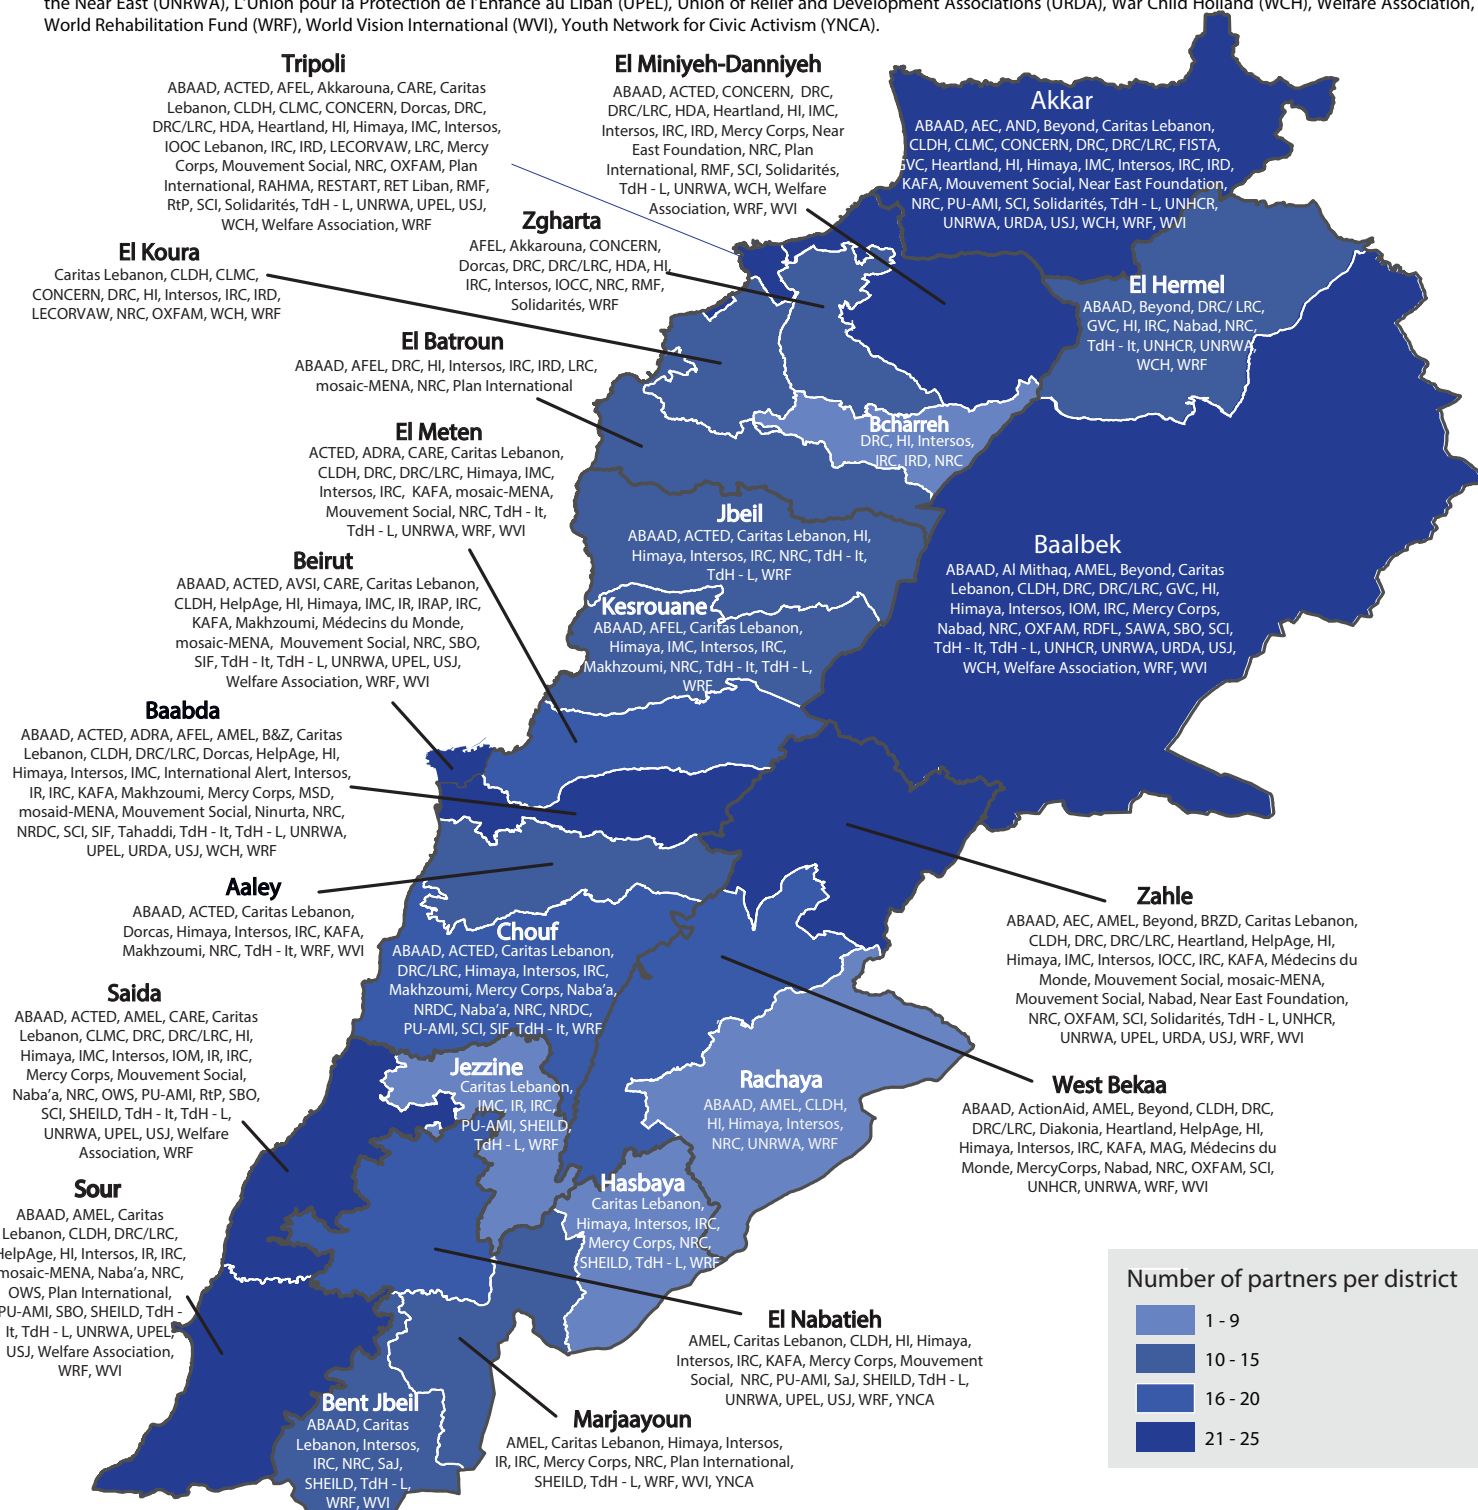 the Near East (UNRWA), L'Union pour la Protection de l'Enfance au Liban (UPEL), Union of Relief and Development Associations (URDA), War Child Holland (WCH), Welfare Association,
World Rehabilitation Fund (WRF), World Vision International (WVI), Youth Network for Civic Activism (YNCA).
Tripoli
ABAAD, ACTED, AFEL, Akkarouna, CARE, Caritas
Lebanon, CLDH, CLMC, CONCERN, Dorcas, DRC,
DRC/LRC, HDA, Heartland, HI, Himaya, IMC, Intersos,
IOOC Lebanon, IRC, IRD, LECORVAW, LRC, Mercy
Corps, Mouvement Social, NRC, OXFAM, Plan
International, RAHMA, RESTART, RET Liban, RMF,
RtP, SCI, Solidarités, TdH - L, UNRWA, UPEL, USJ,
WCH, Welfare Association, WRF
El Miniyeh-Danniyeh
ABAAD, ACTED, CONCERN, DRC,
DRC/LRC, HDA, Heartland, HI, IMC,
Intersos, IRC, IRD, Mercy Corps, Near
East Foundation, NRC, Plan
International, RMF, SCI, Solidarités,
TdH - L, UNRWA, WCH, Welfare
Association, WRF, WVI
Akkar
ABAAD, AEC, AND, Beyond, Caritas Lebanon,
CLDH, CLMC, CONCERN, DRC, DRC/LRC, FISTA,
GVC, Heartland, HI, Himaya, IMC, Intersos, IRC, IRD,
KAFA, Mouvement Social, Near East Foundation,
NRC, PU-AMI, SCI, Solidarités, TdH - L, UNHCR,
UNRWA, URDA, USJ, WCH, WRF, WVI
Zgharta
AFEL, Akkarouna, CONCERN,
Dorcas, DRC, DRC/LRC, HDA, HI,
IRC, Intersos, IOCC, NRC, RMF,
Solidarités, WRF
El Koura
Caritas Lebanon, CLDH, CLMC,
CONCERN, DRC, HI, Intersos, IRC, IRD,
LECORVAW, NRC, OXFAM, WCH, WRF
El Hermel
ABAAD, Beyond, DRC/ LRC,
GVC, HI, IRC, Nabad, NRC,
TdH - It, UNHCR, UNRWA,
WCH, WRF
El Batroun
ABAAD, AFEL, DRC, HI, Intersos, IRC, IRD, LRC,
mosaic-MENA, NRC, Plan International
Bcharreh
DRC, HI, Intersos,
IRC, IRD, NRC
El Meten
ACTED, ADRA, CARE, Caritas Lebanon,
CLDH, DRC, DRC/LRC, Himaya, IMC,
Intersos, IRC, KAFA, mosaic-MENA,
Mouvement Social, NRC, TdH - It,
TdH - L, UNRWA, WRF, WVI
Jbeil
ABAAD, ACTED, Caritas Lebanon, HI,
Himaya, Intersos, IRC, NRC, TdH - It,
TdH - L, WRF
Baalbek
ABAAD, Al Mithaq, AMEL, Beyond, Caritas
Lebanon, CLDH, DRC, DRC/LRC, GVC, HI,
Himaya, Intersos, IOM, IRC, Mercy Corps,
Nabad, NRC, OXFAM, RDFL, SAWA, SBO, SCI,
TdH - It, TdH - L, UNHCR, UNRWA, URDA, USJ,
WCH, Welfare Association, WRF, WVI
Beirut
ABAAD, ACTED, AVSI, CARE, Caritas Lebanon,
CLDH, HelpAge, HI, Himaya, IMC, IR, IRAP, IRC,
KAFA, Makhzoumi, Médecins du Monde,
mosaic-MENA, Mouvement Social, NRC, SBO,
SIF, TdH - It, TdH - L, UNRWA, UPEL, USJ,
Welfare Association, WRF, WVI
Kesrouane
ABAAD, AFEL, Caritas Lebanon,
Himaya, IMC, Intersos, IRC,
Makhzoumi, NRC, TdH - It, TdH - L,
WRF
Baabda
ABAAD, ACTED, ADRA, AFEL, AMEL, B&Z, Caritas
Lebanon, CLDH, DRC/LRC, Dorcas, HelpAge, HI,
Himaya, Intersos, IMC, International Alert, Intersos,
IR, IRC, KAFA, Makhzoumi, Mercy Corps, MSD,
mosaid-MENA, Mouvement Social, Ninurta, NRC,
NRDC, SCI, SIF, Tahaddi, TdH - It, TdH - L, UNRWA,
UPEL, URDA, USJ, WCH, WRF
Aaley
ABAAD, ACTED, Caritas Lebanon,
Dorcas, Himaya, Intersos, IRC, KAFA,
Makhzoumi, NRC, TdH - It, WRF, WVI
Chouf
ABAAD, ACTED, Caritas Lebanon,
DRC/LRC, Himaya, Intersos, IRC,
Makhzoumi, Mercy Corps, Naba'a,
NRDC, Naba'a, NRC, NRDC,
PU-AMI, SCI, SIF, TdH - It, WRF
Zahle
ABAAD, AEC, AMEL, Beyond, BRZD, Caritas Lebanon,
CLDH, DRC, DRC/LRC, Heartland, HelpAge, HI,
Himaya, IMC, Intersos, IOCC, IRC, KAFA, Médecins du
Monde, Mouvement Social, mosaic-MENA,
Mouvement Social, Nabad, Near East Foundation,
NRC, OXFAM, SCI, Solidarités, TdH - L, UNHCR,
UNRWA, UPEL, URDA, USJ, WRF, WVI
Saida
ABAAD, ACTED, AMEL, CARE, Caritas
Lebanon, CLMC, DRC, DRC/LRC, HI,
Himaya, IMC, Intersos, IOM, IR, IRC,
Mercy Corps, Mouvement Social,
Naba'a, NRC, OWS, PU-AMI, RtP, SBO,
SCI, SHEILD, TdH - It, TdH - L,
UNRWA, UPEL, USJ, Welfare
Association, WRF
Jezzine
Caritas Lebanon,
IMC, IR, IRC,
PU-AMI, SHEILD,
TdH - L, WRF
Rachaya
ABAAD, AMEL, CLDH,
HI, Himaya, Intersos,
NRC, UNRWA, WRF
West Bekaa
ABAAD, ActionAid, AMEL, Beyond, CLDH, DRC,
DRC/LRC, Diakonia, Heartland, HelpAge, HI,
Himaya, Intersos, IRC, KAFA, MAG, Médecins du
Monde, MercyCorps, Nabad, NRC, OXFAM, SCI,
UNHCR, UNRWA, WRF, WVI
Sour
ABAAD, AMEL, Caritas
Lebanon, CLDH, DRC/LRC,
HelpAge, HI, Intersos, IR, IRC,
mosaic-MENA, Naba'a, NRC,
OWS, Plan International,
PU-AMI, SBO, SHEILD, TdH -
It, TdH - L, UNRWA, UPEL,
USJ, Welfare Association,
WRF, WVI
Hasbaya
Caritas Lebanon,
Himaya, Intersos, IRC,
Mercy Corps, NRC,
SHEILD, TdH - L, WRF
El Nabatieh
AMEL, Caritas Lebanon, CLDH, HI, Himaya,
Intersos, IRC, KAFA, Mercy Corps, Mouvement
Social, NRC, PU-AMI, SaJ, SHEILD, TdH - L,
UNRWA, UPEL, USJ, WRF, YNCA
Bent Jbeil
ABAAD, Caritas
Lebanon, Intersos,
IRC, NRC, SaJ,
SHEILD, TdH - L,
WRF, WVI
Marjaayoun
AMEL, Caritas Lebanon, Himaya, Intersos,
IR, IRC, Mercy Corps, NRC, Plan International,
SHEILD, TdH - L, WRF, WVI, YNCA
Number of partners per district
1 - 9
10 - 15
16 - 20
21 - 25